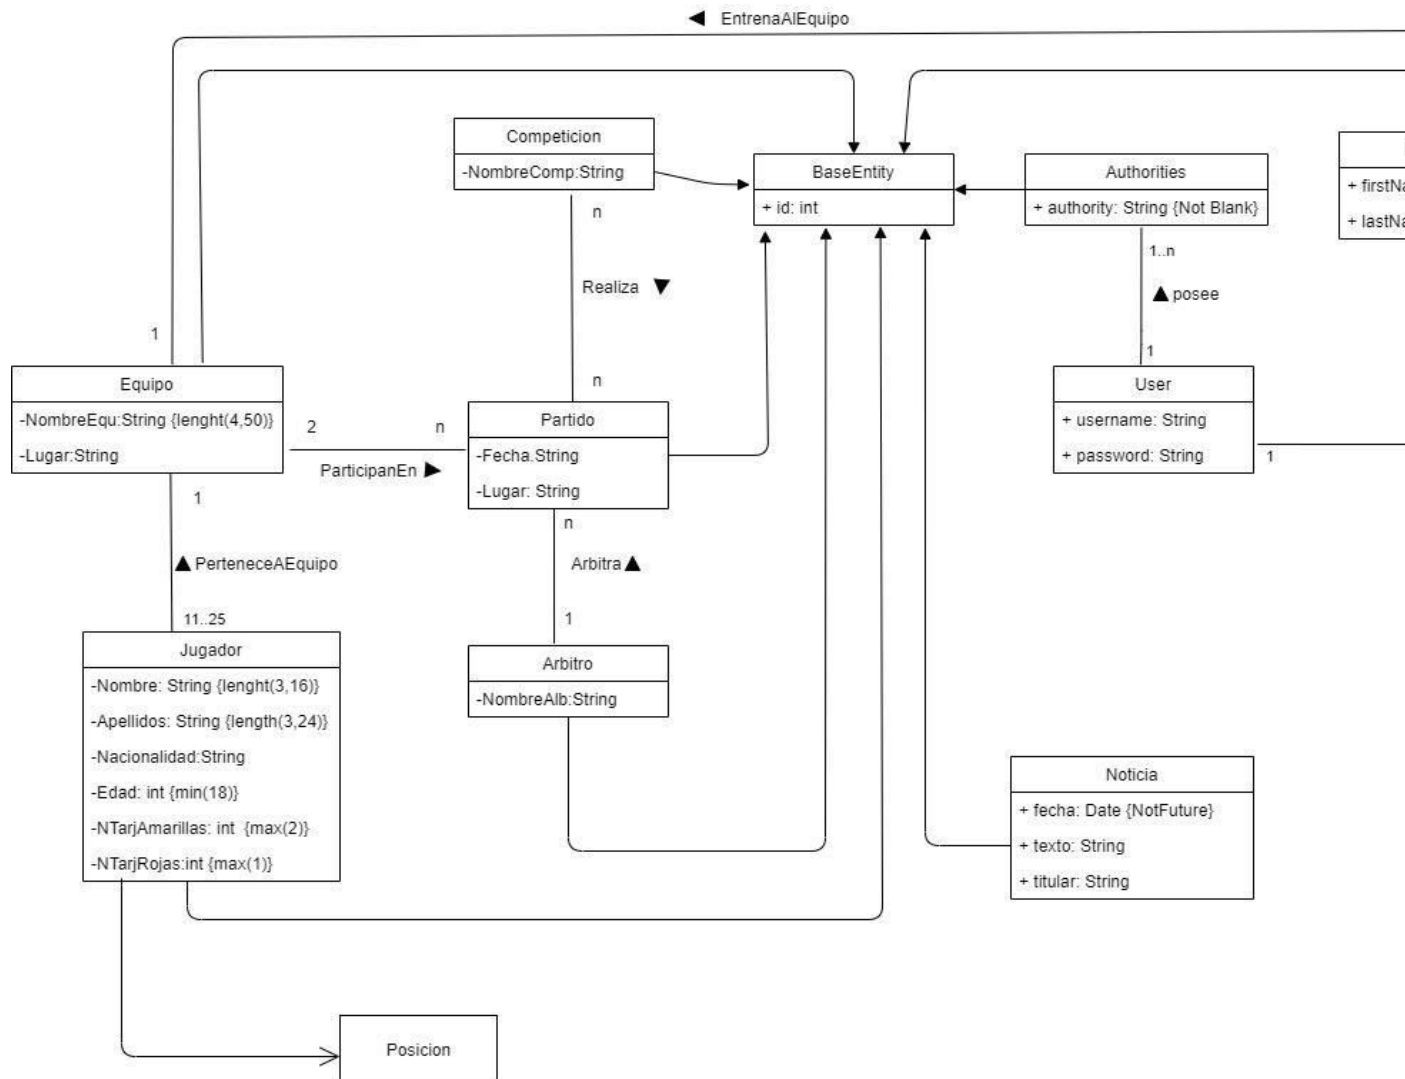 EntrenaAlEquipo
Competicion
-NombreComp:String
BaseEntity
+ id: int
Authorities
+ authority: String {Not Blank}
+ firstNa
+ lastNa
n
1..n
Realiza
posee
1
1
n
Equipo
-NombreEqu:String {lenght(4,50)}
-Lugar:String
2
n
ParticipanEn
Partido
-Fecha.String
-Lugar: String
User
+ username: String
+ password: String
1
1
n
PerteneceAEquipo
Arbitra
11..25
1
Jugador
-Nombre: String {lenght(3,16)}
-Apellidos: String {length(3,24)}
-Nacionalidad:String
-Edad: int {min(18)}
-NTarjAmarillas: int {max(2)}
-NTarjRojas:int {max(1)}
Arbitro
-NombreAlb:String
Noticia
+ fecha: Date {NotFuture}
+ texto: String
+ titular: String
Posicion